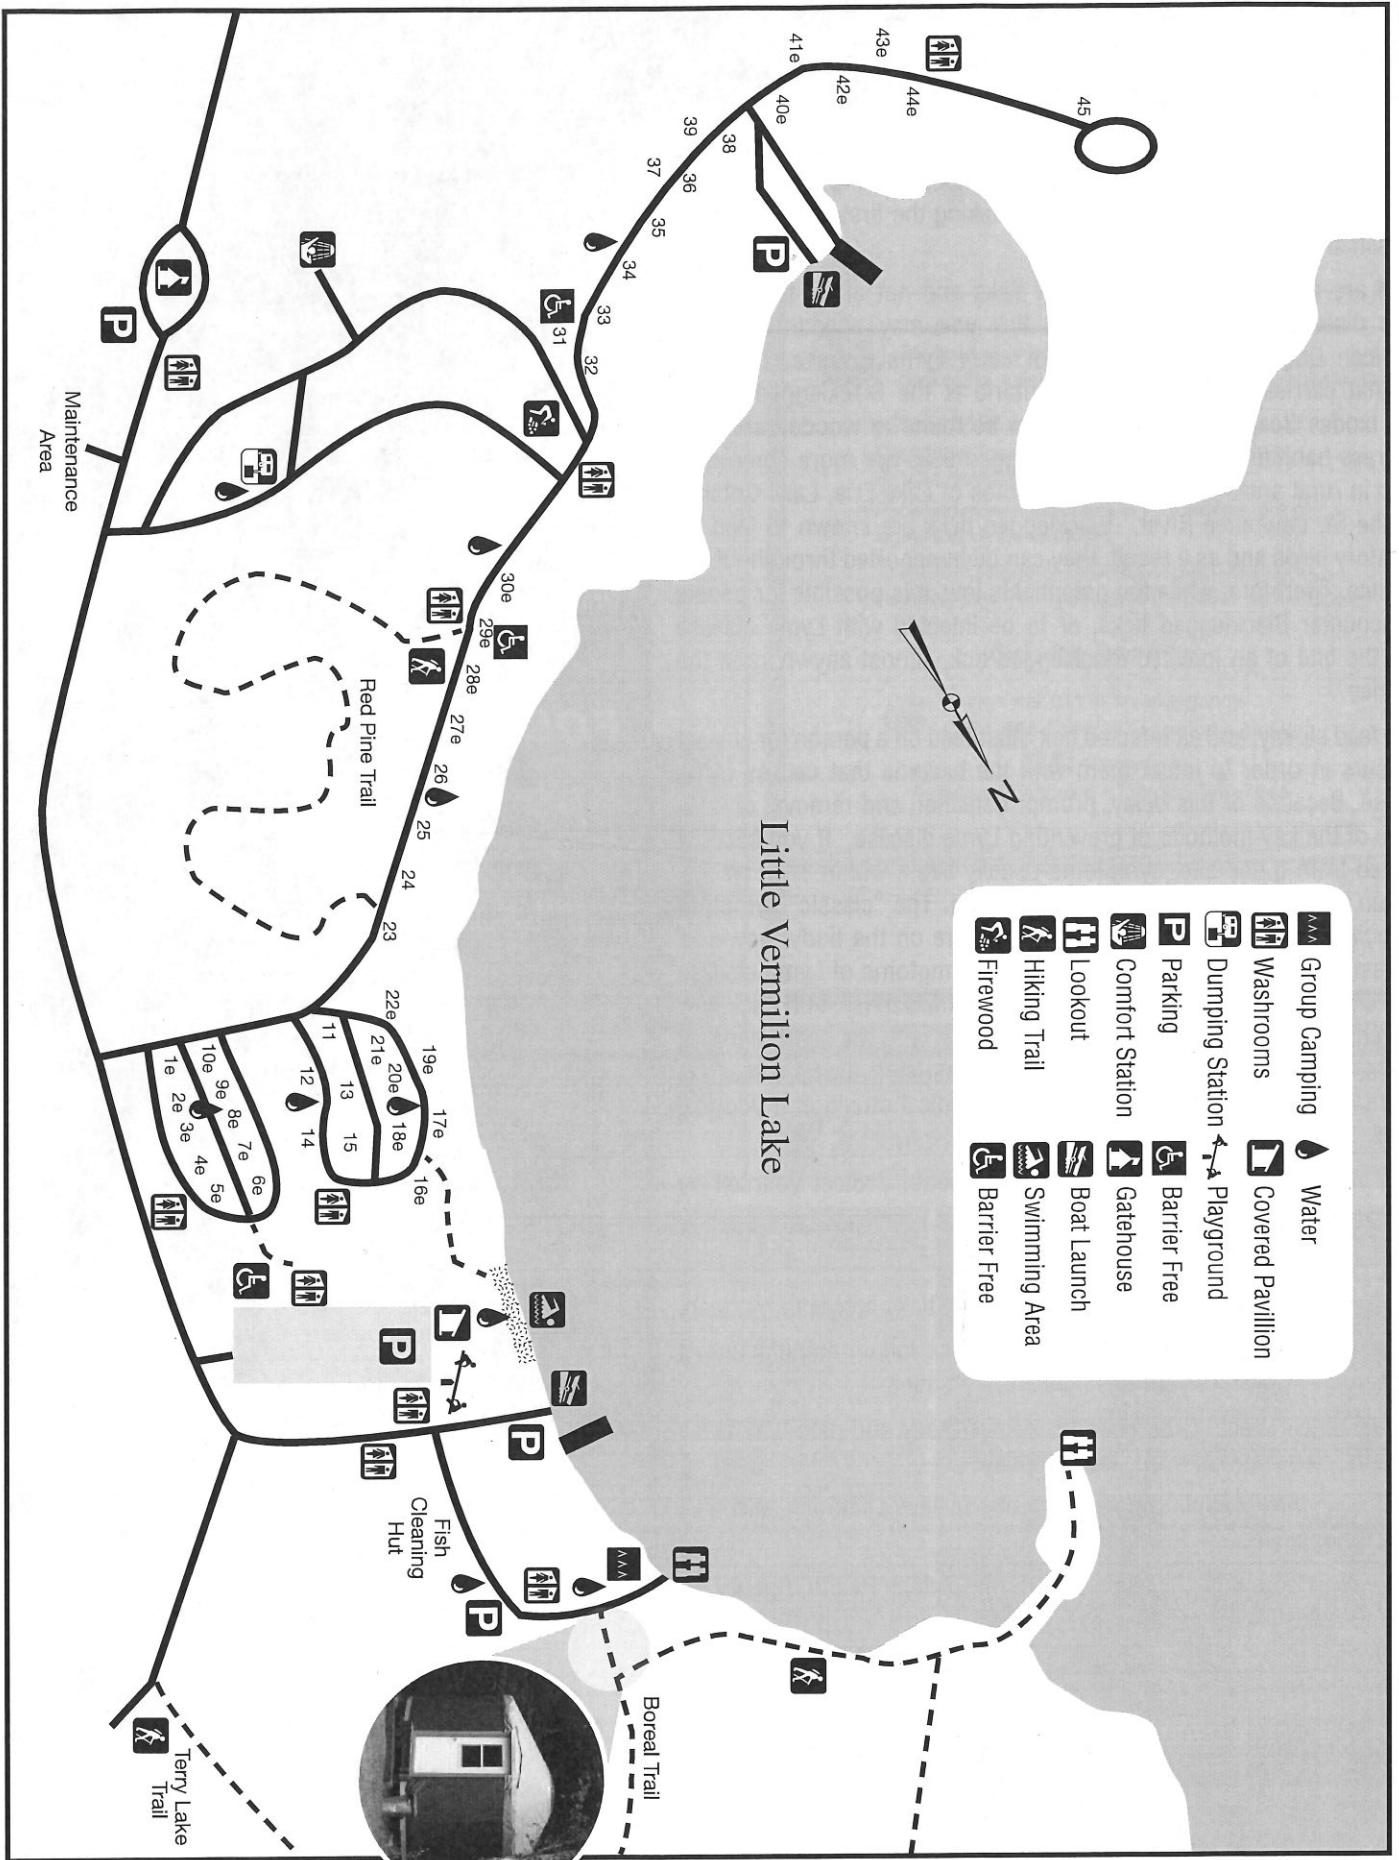 45
43e
44e
41e
42e
40e
39
38
37
36
35
34
33
31
32
P
P
Maintenance
Area
30e
29e
28e
27e
26
25
24
23
Red Pine Trail
N
Little Vermilion Lake
Group Camping
Water
Washrooms
Covered Pavillion
Dumping Station
Playground
P
Parking
Barrier Free
Comfort Station
Gatehouse
Lookout
Boat Launch
Hiking Trail
Swimming Area
Firewood
Barrier Free
22e
19e
21e
20e
17e
18e
16e
11
13
15
12
14
10e
9e
8e
7e
6e
1e
2e
3e
4e
5e
P
P
Fish
Cleaning
Hut
P
Boreal Trail
Terry Lake
Trail